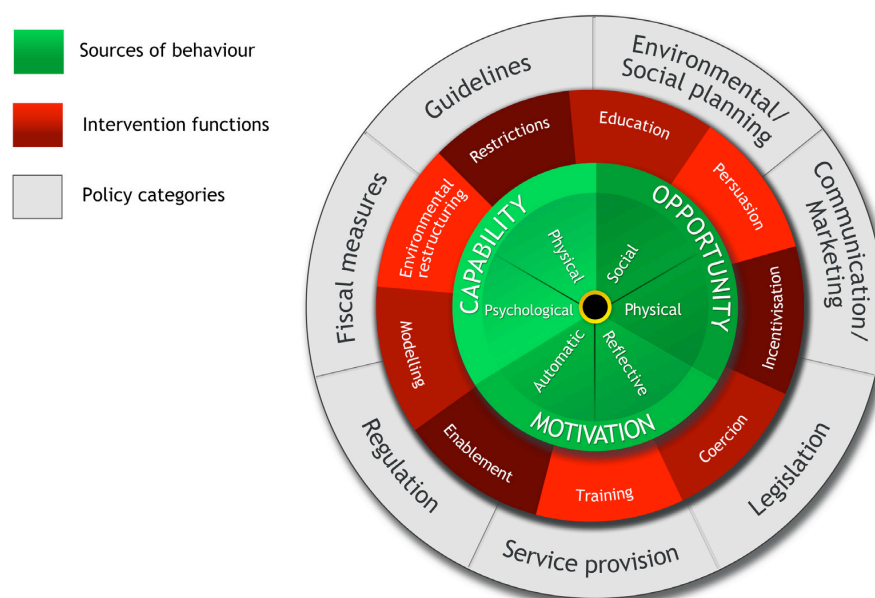 Sources of behaviour
Intervention functions
Policy categories
Guidelines
Environmental/
Social planning
Communication/
Marketing
Legislation
Service provision
Regulation
Fiscal measures
Restrictions
Education
Persuasion
Incentivisation
Coercion
Training
Enablement
Modelling
Environmental
restructuring
CAPABILITY
OPPORTUNITY
MOTIVATION
Physical
Social
Physical
Reflective
Automatic
Psychological